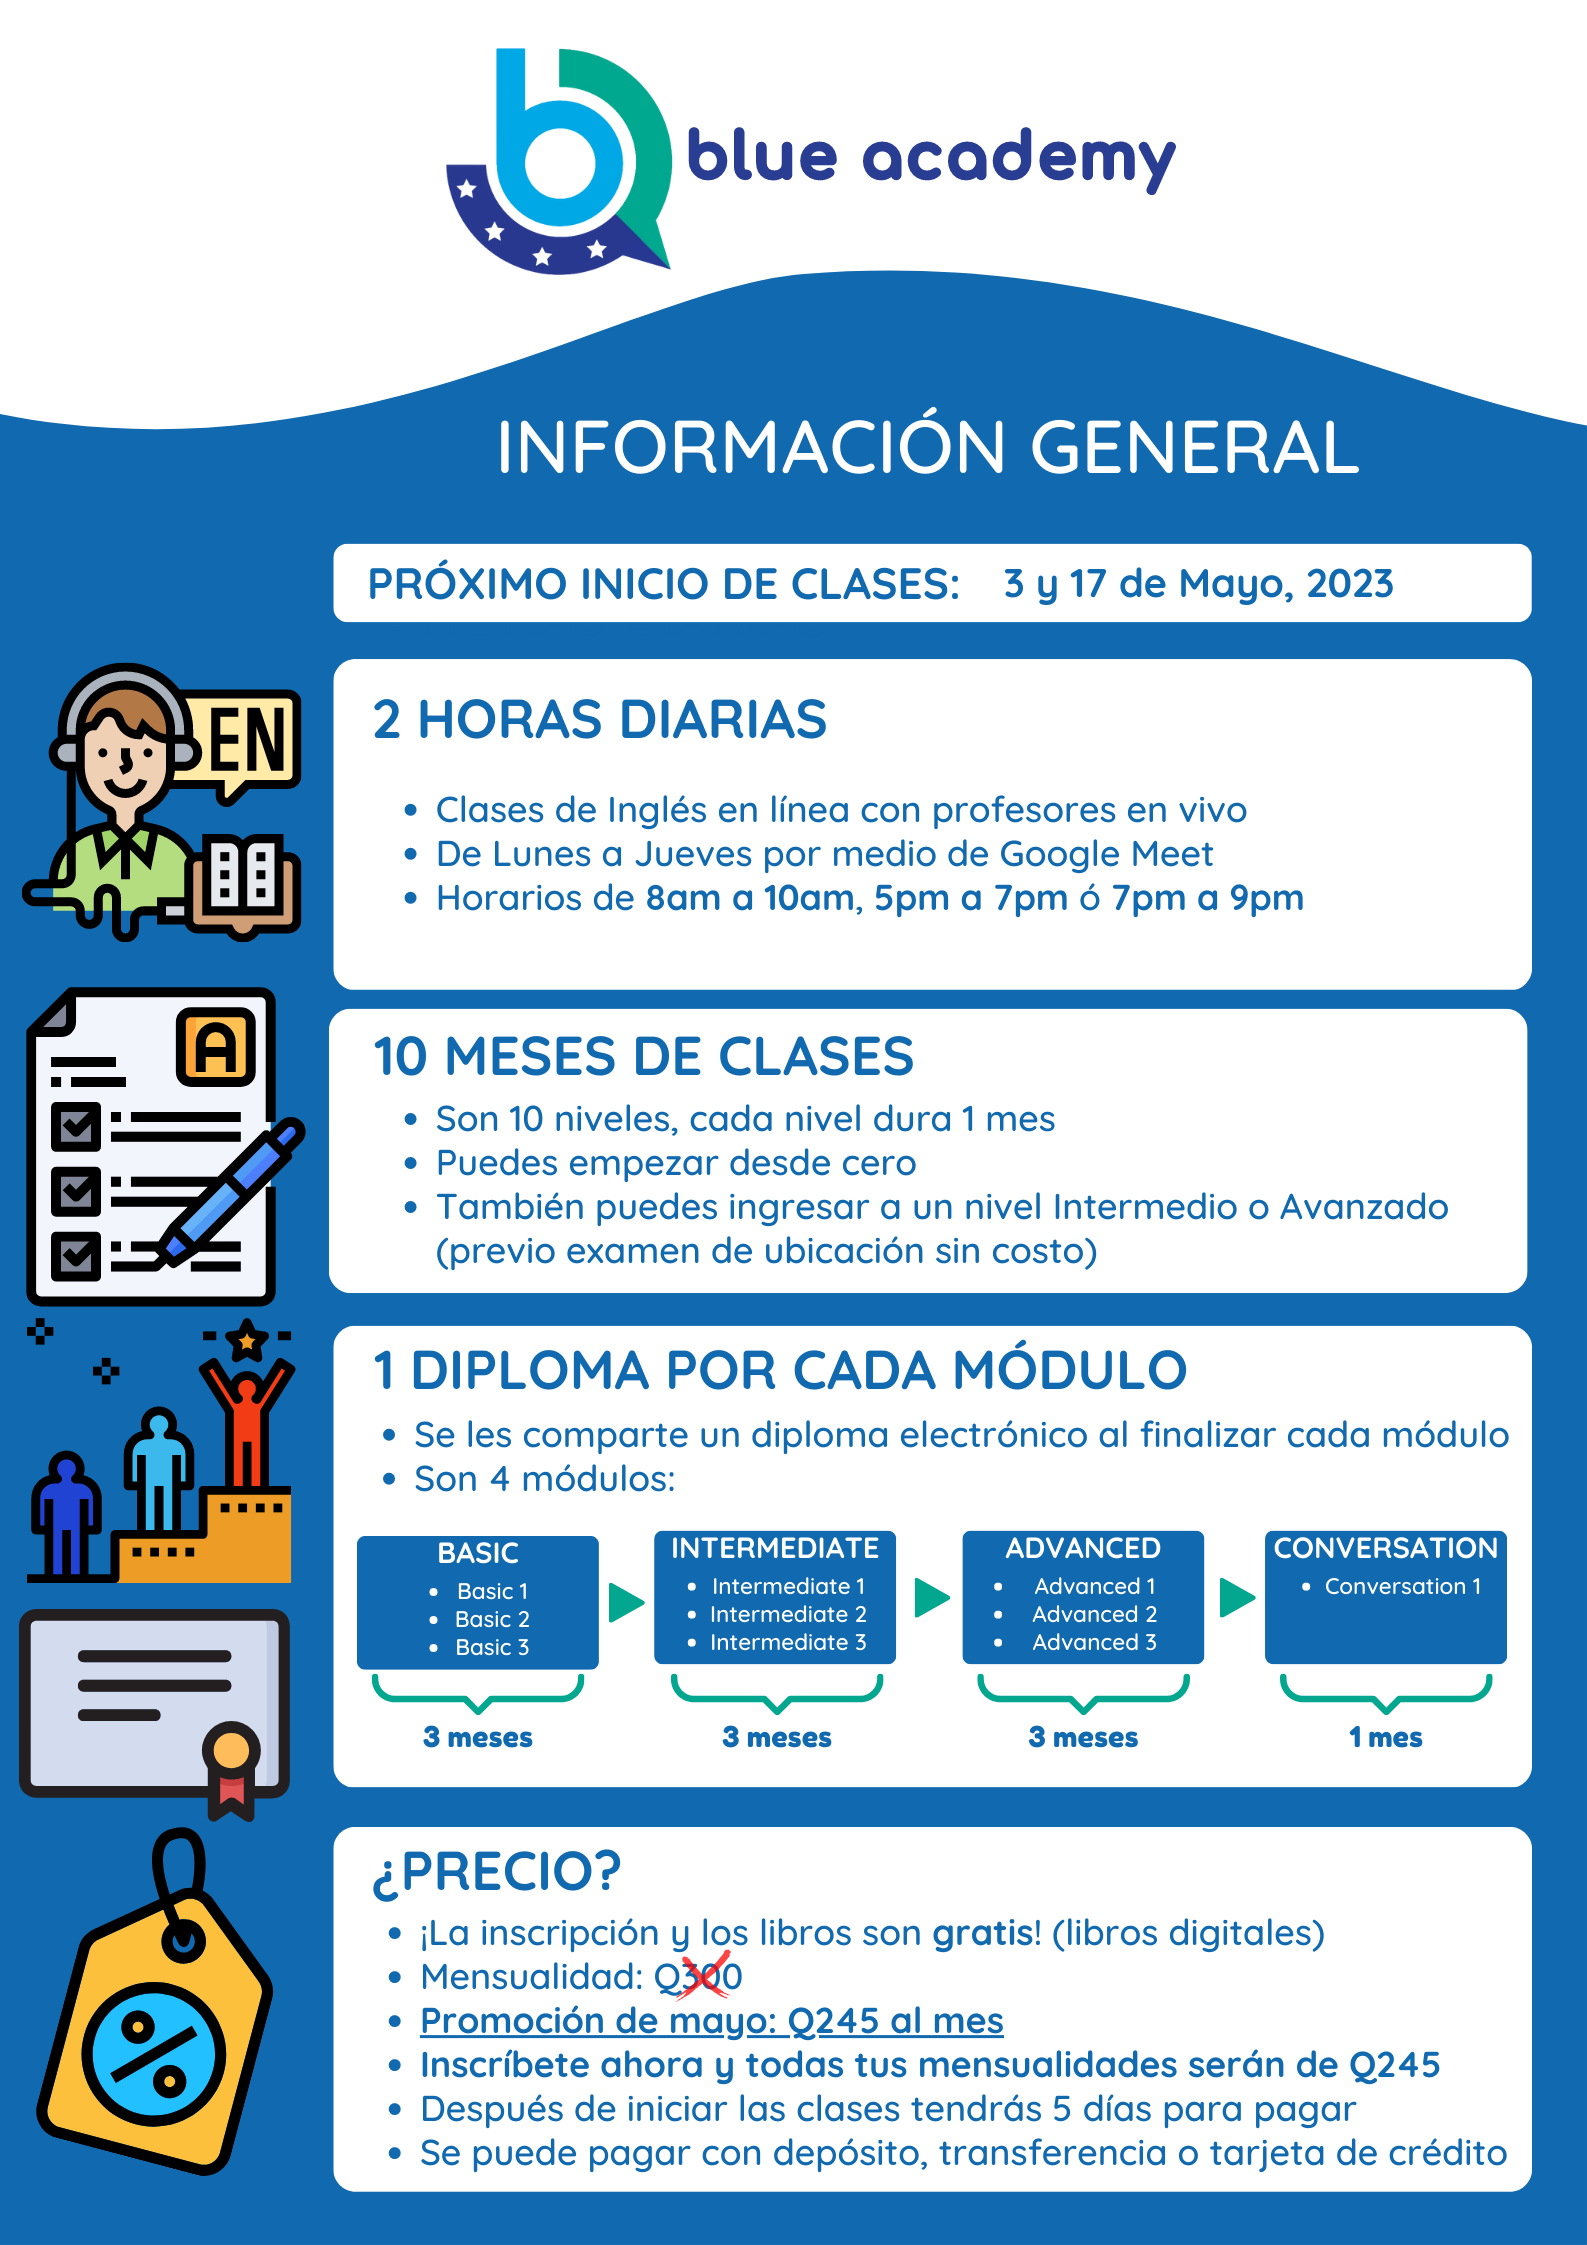 blue academy
INFORMACIÓN GENERAL
PRÓXIMO INICIO DE CLASES: 3 y 17 de Mayo, 2023
EN
2 HORAS DIARIAS
• Clases de Inglés en línea con profesores en vivo
• De Lunes a Jueves por medio de Google Meet
• Horarios de 8am a 10am, 5pm a 7pm ó 7pm a 9pm
A
10 MESES DE CLASES
• Son 10 niveles, cada nivel dura 1 mes
• Puedes empezar desde cero
• También puedes ingresar a un nivel Intermedio o Avanzado
(previo examen de ubicación sin costo)
1 DIPLOMA POR CADA MÓDULO
• Se les comparte un diploma electrónico al finalizar cada módulo
• Son 4 módulos:
BASIC
• Basic 1
• Basic 2
• Basic 3
3 meses
INTERMEDIATE
• Intermediate 1
• Intermediate 2
• Intermediate 3
3 meses
ADVANCED
• Advanced 1
• Advanced 2
• Advanced 3
3 meses
CONVERSATION
• Conversation 1
1 mes
¿PRECIO?
• ¡La inscripción y los libros son gratis! (libros digitales)
• Mensualidad: Q300
• Promoción de mayo: Q245 al mes
• Inscríbete ahora y todas tus mensualidades serán de Q245
• Después de iniciar las clases tendrás 5 días para pagar
• Se puede pagar con depósito, transferencia o tarjeta de crédito